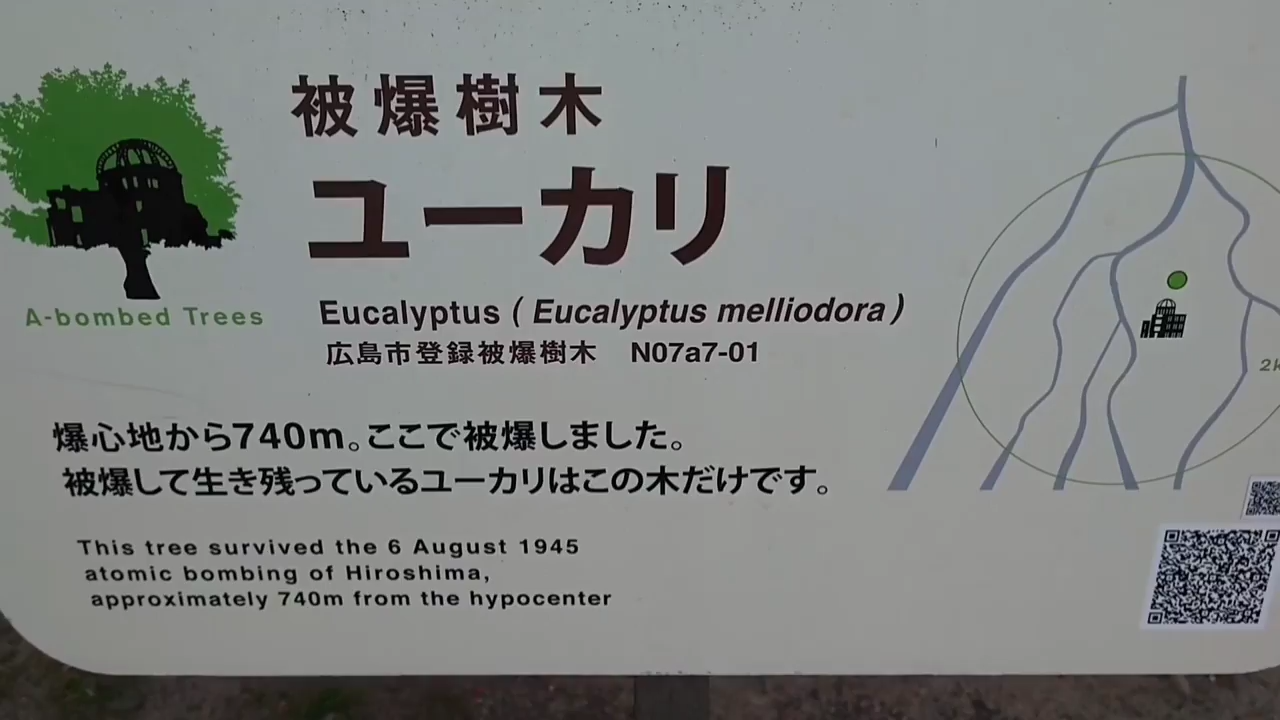 被爆樹木
ユーカリ
A-bombed Trees
Eucalyptus ( Eucalyptus melliodora )
広島市登録被爆樹木 N07a7-01
爆心地から740m。ここで被爆しました。
被爆して生き残っているユーカリはこの木だけです。
This tree survived the 6 August 1945
atomic bombing of Hiroshima,
approximately 740m from the hypocenter